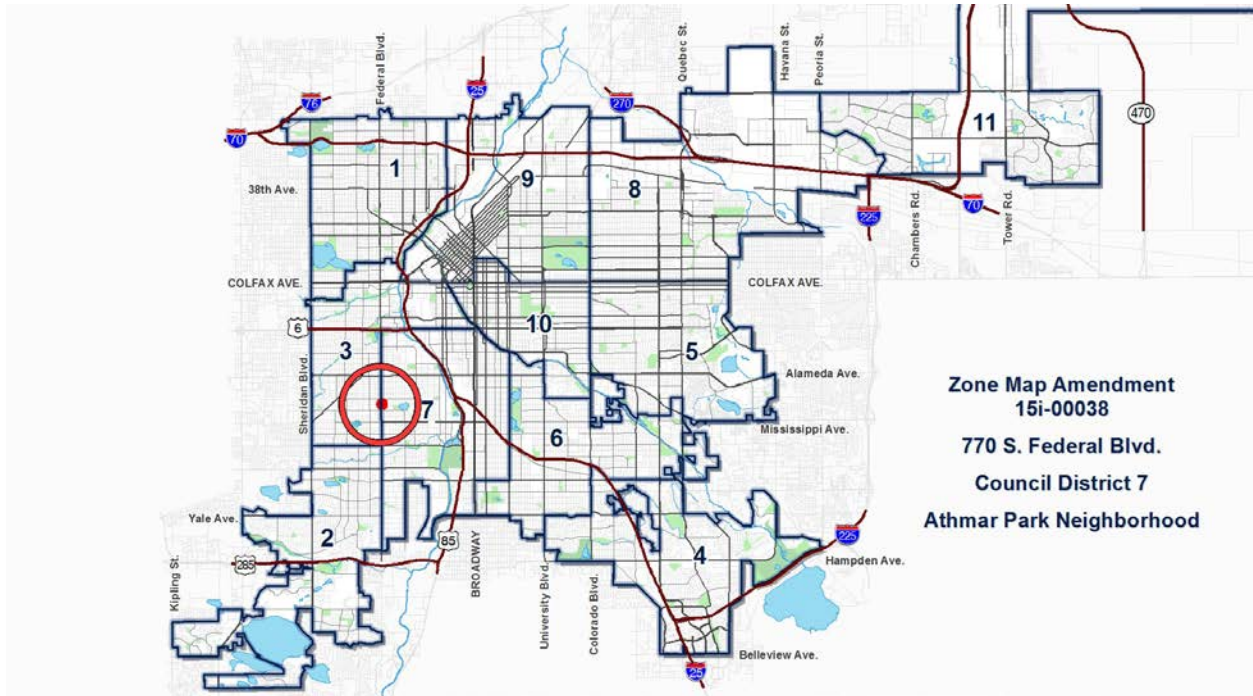 Federal Blvd.
Quebec St.
Havana St.
Peoria St.
25
76
270
70
11
470
1
9
8
38th Ave.
225
Chambers Rd.
70
Tower Rd.
COLFAX AVE.
COLFAX AVE.
6
10
3
5
Sheridan Blvd.
Alameda Ave.
7
Mississippi Ave.
6
Zone Map Amendment
15i-00038
770 S. Federal Blvd.
Council District 7
Athmar Park Neighborhood
Yale Ave.
2
85
4
225
285
Hampden Ave.
Kipling St.
BROADWAY
University Blvd.
Colorado Blvd.
Belleview Ave.
25